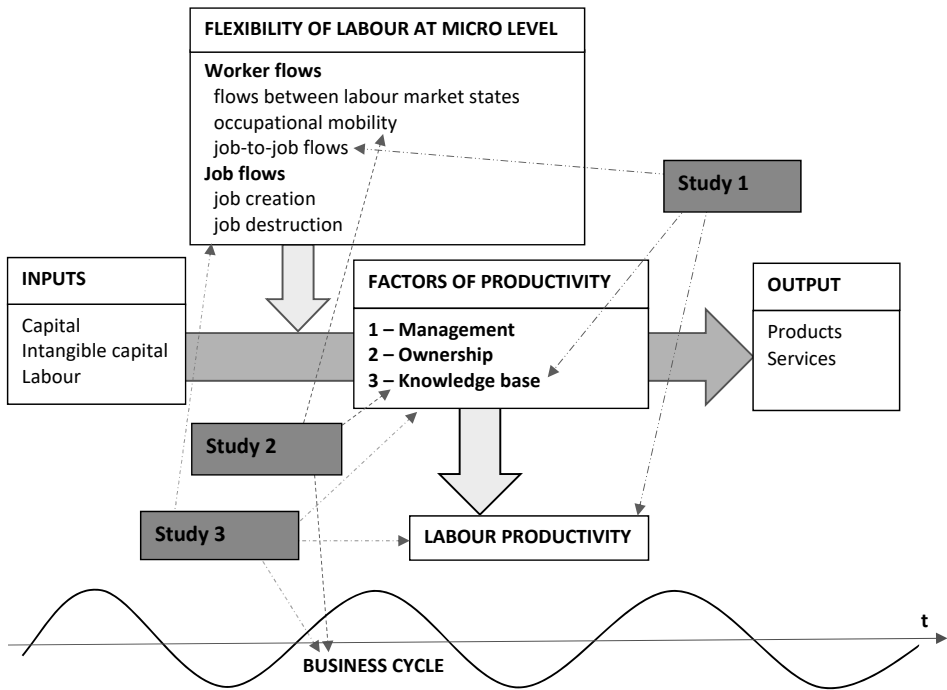 FLEXIBILITY OF LABOUR AT MICRO LEVEL
Worker flows
flows between labour market states
occupational mobility
job-to-job flows
Job flows
job creation
job destruction
Study 1
INPUTS
Capital
Intangible capital
Labour
FACTORS OF PRODUCTIVITY
1 – Management
2 – Ownership
3 – Knowledge base
OUTPUT
Products
Services
Study 2
Study 3
LABOUR PRODUCTIVITY
t
BUSINESS CYCLE